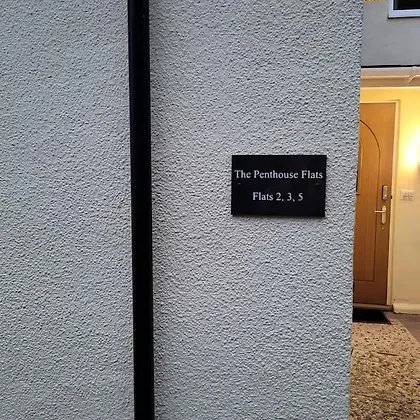 The Penthouse Flats
Flats 2, 3, 5